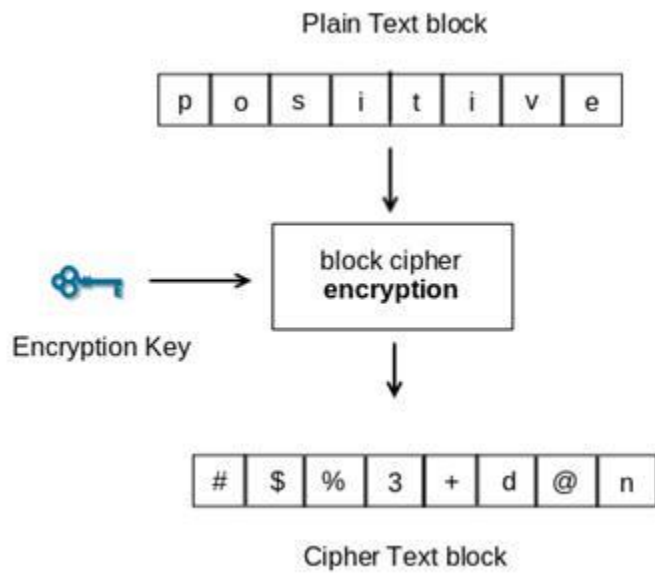 Plain Text block
p o s i t i v e
block cipher
encryption
Encryption Key
# $ % 3 + d @ n
Cipher Text block